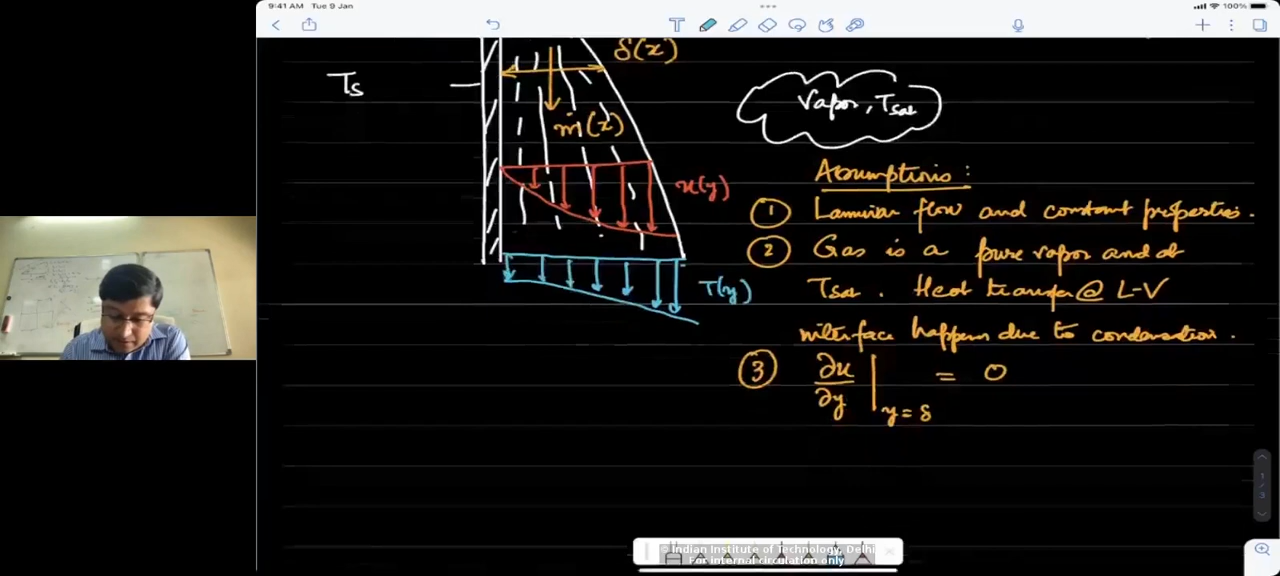 9:41 AM Tue 9 Jan
100%
δ(x)
Ts
Vapor, Tsat
ṁ(x)
Assumptions:
u(y)
① Laminar flow and constant properties.
② Gas is a pure vapor and at
T(y)
Tsat. Heat transfer @ L-V
interface happens due to condensation.
③ ∂u/∂y |y=δ = 0
1/3
© Indian Institute of Technology, Delhi
For internal circulation only